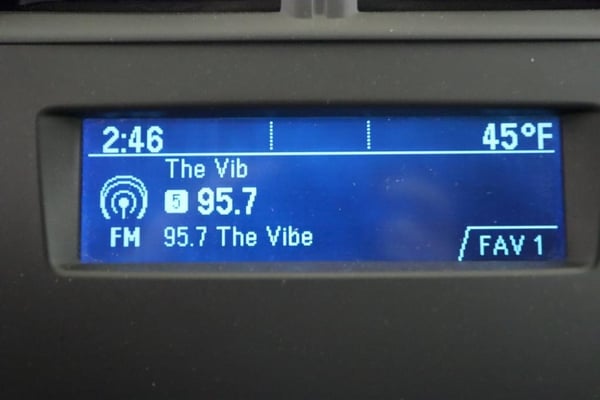 2:46 45°F
The Vib
5 95.7
FM 95.7 The Vibe
FAV 1